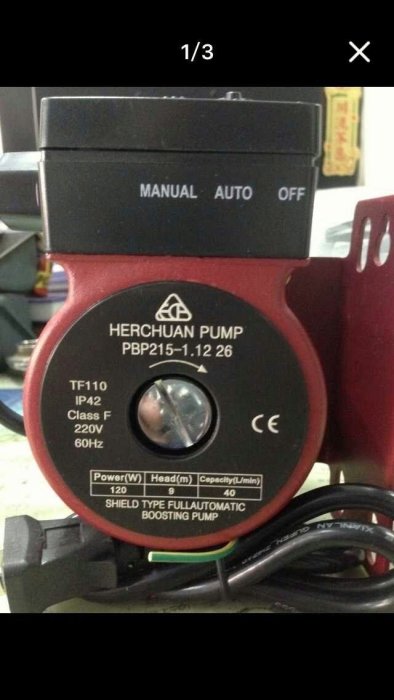 1/3
MANUAL AUTO OFF
HERCHUAN PUMP
PBP215-1.12 26
TF110
IP42
Class F
220V
60Hz
CE
Power(W) Head(m) Capacity(L/min)
120 9 40
SHIELD TYPE FULLAUTOMATIC
BOOSTING PUMP